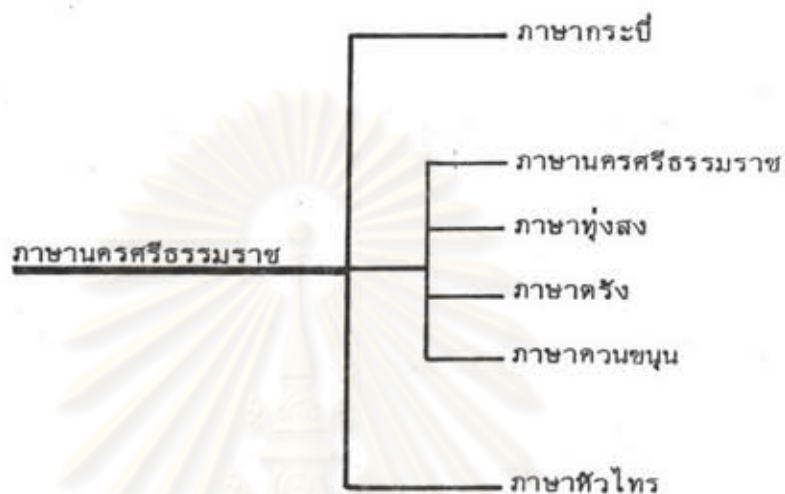 ภาษากระบี่
ภาษานครศรีธรรมราช
ภาษาทุ่งสง
ภาษานครศรีธรรมราช
ภาษาตรัง
ภาษาควนขนุน
ภาษาหัวไทร